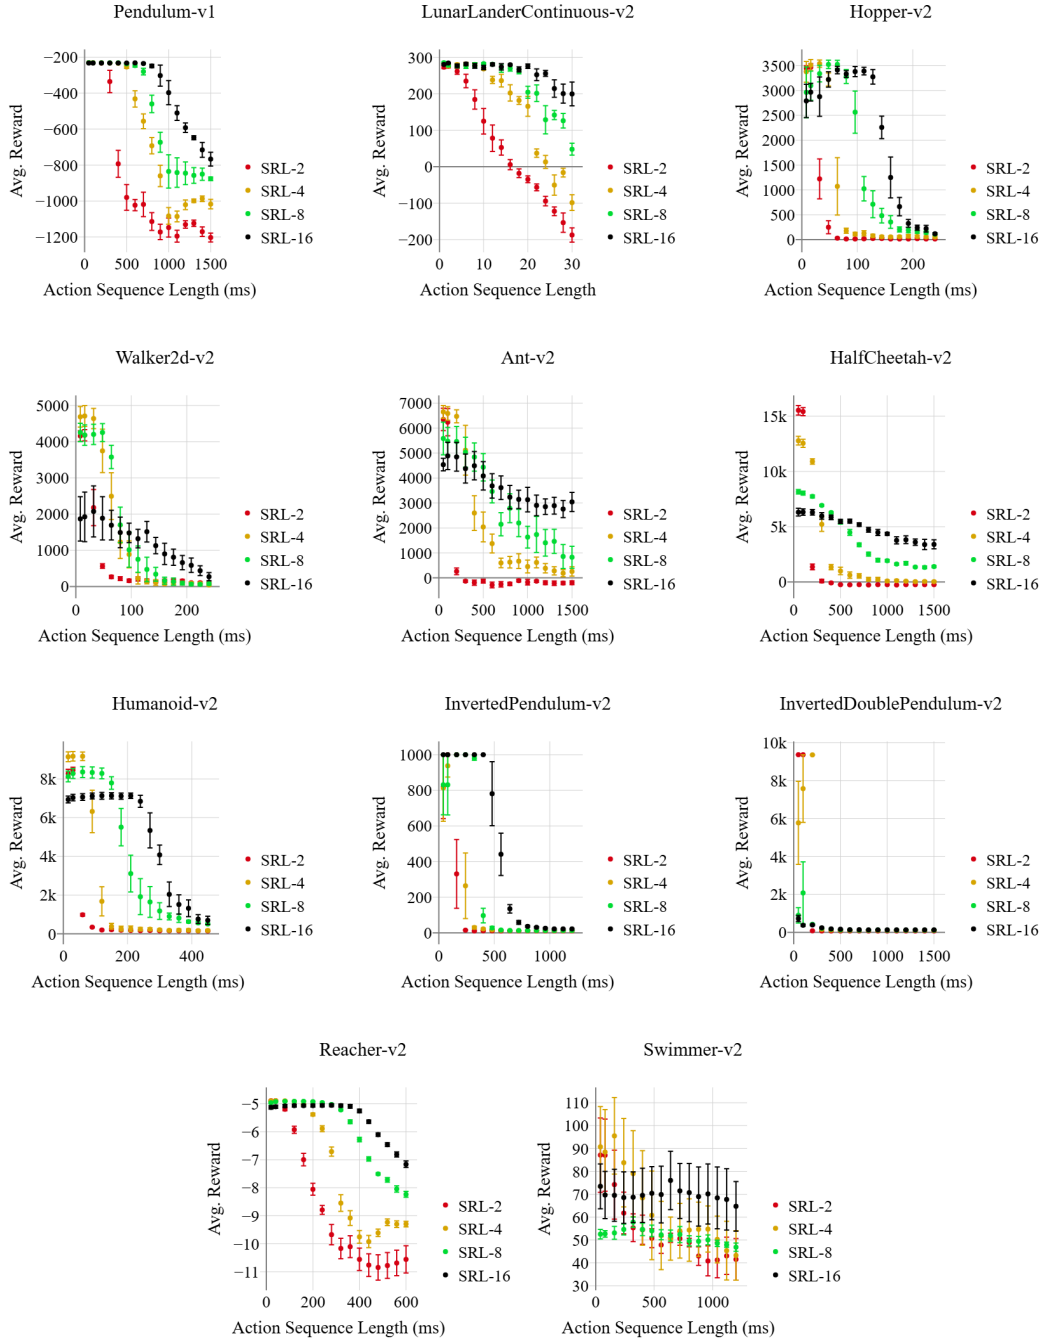 Pendulum-v1
−200
−400
−600
−800
−1000
−1200
0
500
1000
1500
Avg. Reward
Action Sequence Length (ms)
SRL-2
SRL-4
SRL-8
SRL-16
LunarLanderContinuous-v2
300
200
100
0
−100
−200
0
10
20
30
Avg. Reward
Action Sequence Length
SRL-2
SRL-4
SRL-8
SRL-16
Hopper-v2
3500
3000
2500
2000
1500
1000
500
0
0
100
200
Avg. Reward
Action Sequence Length (ms)
SRL-2
SRL-4
SRL-8
SRL-16
Walker2d-v2
5000
4000
3000
2000
1000
0
0
100
200
Avg. Reward
Action Sequence Length (ms)
SRL-2
SRL-4
SRL-8
SRL-16
Ant-v2
7000
6000
5000
4000
3000
2000
1000
0
0
500
1000
1500
Avg. Reward
Action Sequence Length (ms)
SRL-2
SRL-4
SRL-8
SRL-16
HalfCheetah-v2
15k
10k
5k
0
0
500
1000
1500
Avg. Reward
Action Sequence Length (ms)
SRL-2
SRL-4
SRL-8
SRL-16
Humanoid-v2
8k
6k
4k
2k
0
0
200
400
Avg. Reward
Action Sequence Length (ms)
SRL-2
SRL-4
SRL-8
SRL-16
InvertedPendulum-v2
1000
800
600
400
200
0
0
500
1000
Avg. Reward
Action Sequence Length (ms)
SRL-2
SRL-4
SRL-8
SRL-16
InvertedDoublePendulum-v2
10k
8k
6k
4k
2k
0
0
500
1000
1500
Avg. Reward
Action Sequence Length (ms)
SRL-2
SRL-4
SRL-8
SRL-16
Reacher-v2
−5
−6
−7
−8
−9
−10
−11
0
200
400
600
Avg. Reward
Action Sequence Length (ms)
SRL-2
SRL-4
SRL-8
SRL-16
Swimmer-v2
110
100
90
80
70
60
50
40
30
0
500
1000
Avg. Reward
Action Sequence Length (ms)
SRL-2
SRL-4
SRL-8
SRL-16